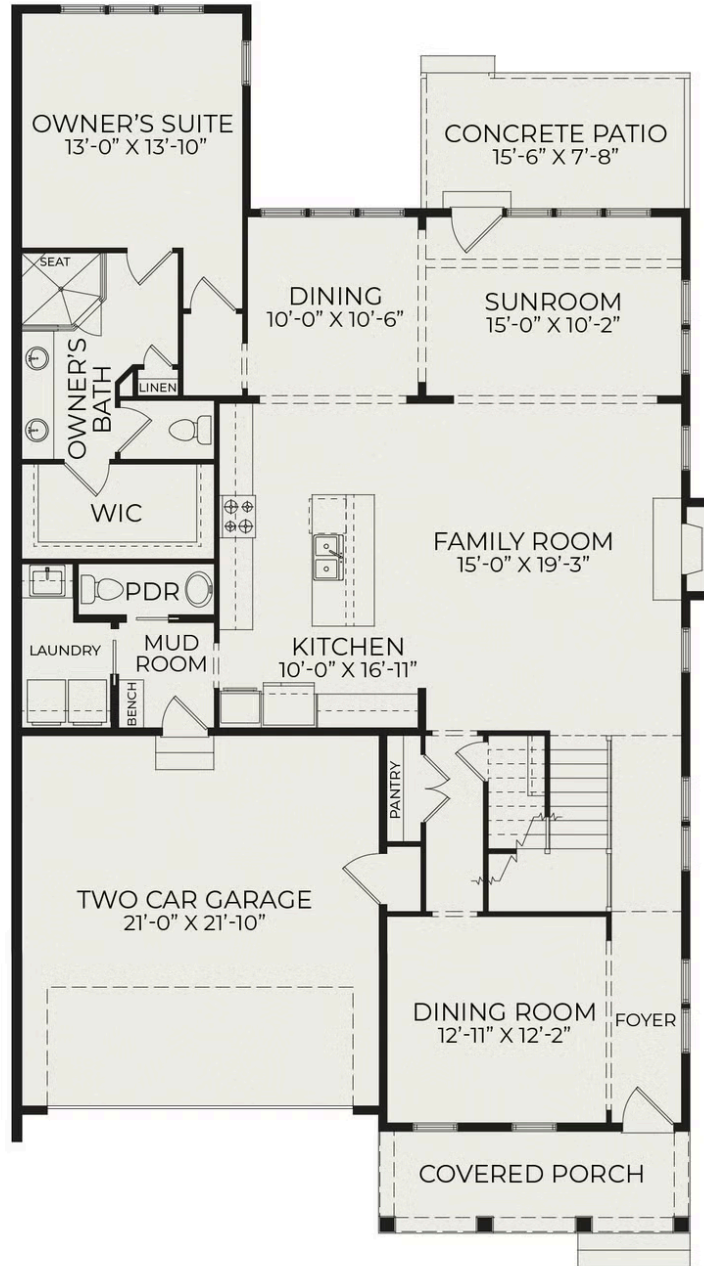 OWNER'S SUITE
13'-0" X 13'-10"
CONCRETE PATIO
15'-6" X 7'-8"
SEAT
DINING
10'-0" X 10'-6"
SUNROOM
15'-0" X 10'-2"
OWNER'S
BATH
LINEN
WIC
FAMILY ROOM
15'-0" X 19'-3"
PDR
LAUNDRY
MUD
ROOM
BENCH
KITCHEN
10'-0" X 16'-11"
PANTRY
TWO CAR GARAGE
21'-0" X 21'-10"
DINING ROOM
12'-11" X 12'-2"
FOYER
COVERED PORCH